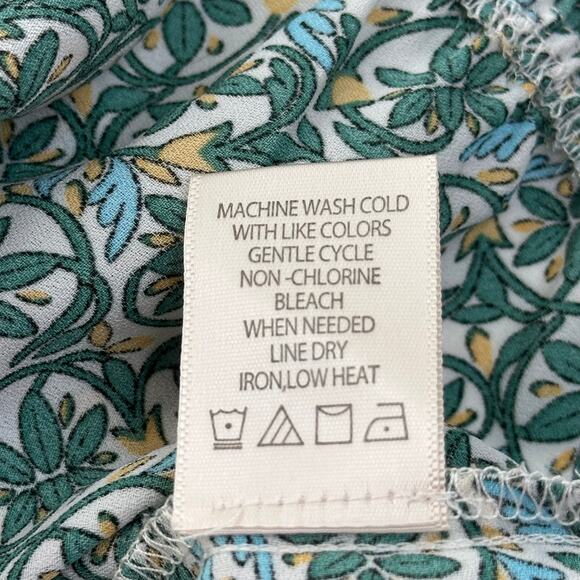 MACHINE WASH COLD
WITH LIKE COLORS
GENTLE CYCLE
NON -CHLORINE
BLEACH
WHEN NEEDED
LINE DRY
IRON,LOW HEAT